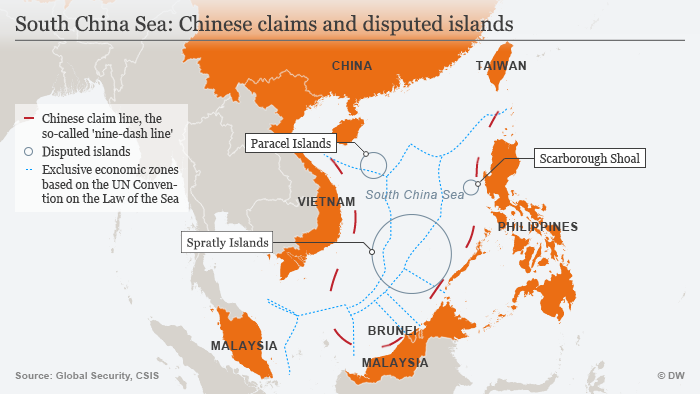 South China Sea: Chinese claims and disputed islands
CHINA
TAIWAN
Chinese claim line, the
so-called 'nine-dash line'
Disputed islands
Exclusive economic zones
based on the UN Conven-
tion on the Law of the Sea
Paracel Islands
Scarborough Shoal
South China Sea
VIETNAM
PHILIPPINES
Spratly Islands
BRUNEI
MALAYSIA
MALAYSIA
Source: Global Security, CSIS
© DW